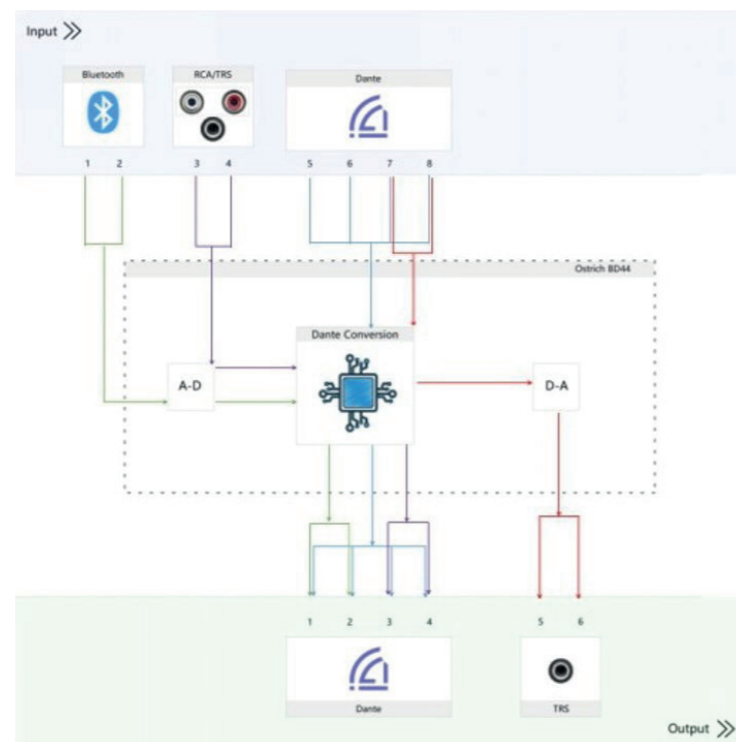 Input
Bluetooth
RCA/TRS
Dante
1 2 3 4 5 6 7 8
Ostrich BD44
Dante Conversion
A-D
D-A
1 2 3 4 5 6
Dante
TRS
Output